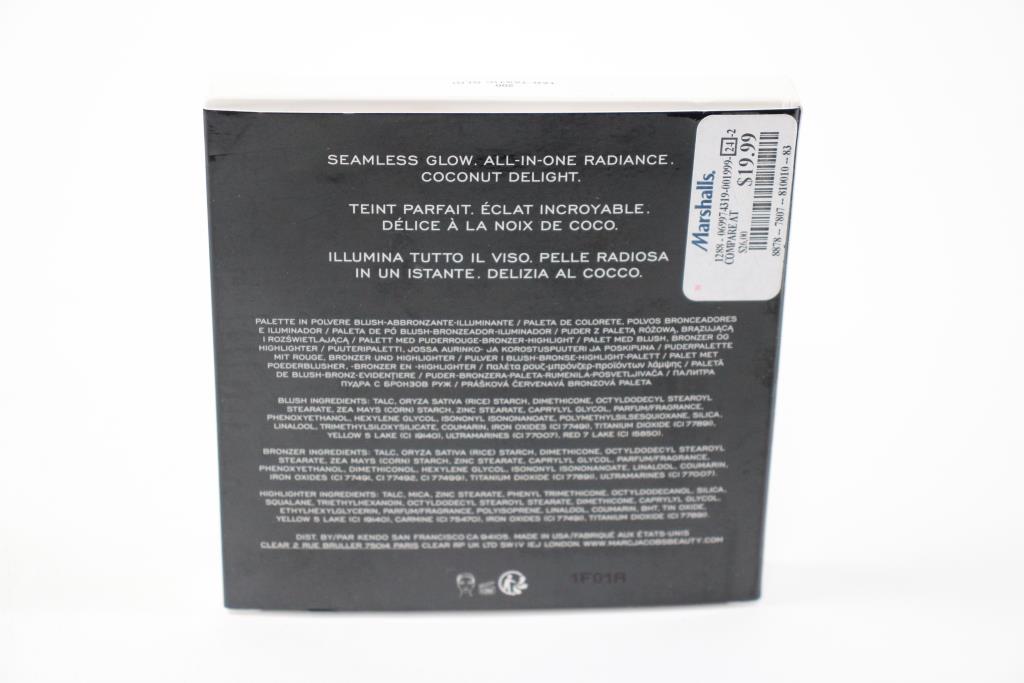 SEAMLESS GLOW. ALL-IN-ONE RADIANCE.
COCONUT DELIGHT.
TEINT PARFAIT. ÉCLAT INCROYABLE.
DÉLICE À LA NOIX DE COCO.
ILLUMINA TUTTO IL VISO. PELLE RADIOSA
IN UN ISTANTE. DELIZIA AL COCCO.
PALETTE IN POLVERE BLUSH-ABBRONZANTE-ILLUMINANTE / PALETA DE COLORETE, POLVOS BRONCEADORES
E ILUMINADOR / PALETA DE PÓ BLUSH-BRONZEADOR-ILUMINADOR / PUDER Z PALETĄ RÓŻOWĄ, BRĄZUJĄCĄ
I ROZŚWIETLAJĄCĄ / PALETT MED PUDERROUGE-BRONZER-HIGHLIGHT / PALET MED BLUSH, BRONZER OG
HIGHLIGHTER / PUUTERIPALETTI, JOSSA AURINKO- JA KOROSTUSPUUTERI JA POSKIPUNA / PUDERPALETTE
MIT ROUGE, BRONZER UND HIGHLIGHTER / PULVER I BLUSH-BRONSE-HIGHLIGHT-PALETT / PALET MET
POEDERBLUSHER, -BRONZER EN -HIGHLIGHTER / παλέτα ρουζ-μπρόνζερ-προϊόντων λάμψης / PALETĂ
DE BLUSH-BRONZ-EVIDENȚIERE / PUDER-BRONZERA-PALETA-RUMENILA-POSVETLJIVAČA / ПАЛИТРА
ПУДРА С БРОНЗОВ РУЖ / PRÁŠKOVÁ ČERVENAVÁ BRONZOVÁ PALETA
BLUSH INGREDIENTS: TALC, ORYZA SATIVA (RICE) STARCH, DIMETHICONE, OCTYLDODECYL STEAROYL
STEARATE, ZEA MAYS (CORN) STARCH, ZINC STEARATE, CAPRYLYL GLYCOL, PARFUM/FRAGRANCE,
PHENOXYETHANOL, HEXYLENE GLYCOL, ISONONYL ISONONANOATE, POLYMETHYLSILSESQUIOXANE, SILICA,
LINALOOL, TRIMETHYLSILOXYSILICATE, COUMARIN, IRON OXIDES (CI 77491), TITANIUM DIOXIDE (CI 77891),
YELLOW 5 LAKE (CI 19140), ULTRAMARINES (CI 77007), RED 7 LAKE (CI 15850).
BRONZER INGREDIENTS: TALC, ORYZA SATIVA (RICE) STARCH, DIMETHICONE, OCTYLDODECYL STEAROYL
STEARATE, ZEA MAYS (CORN) STARCH, ZINC STEARATE, CAPRYLYL GLYCOL, PARFUM/FRAGRANCE,
PHENOXYETHANOL, DIMETHICONOL, HEXYLENE GLYCOL, ISONONYL ISONONANOATE, LINALOOL, COUMARIN,
IRON OXIDES (CI 77491, CI 77492, CI 77499), TITANIUM DIOXIDE (CI 77891), ULTRAMARINES (CI 77007).
HIGHLIGHTER INGREDIENTS: TALC, MICA, ZINC STEARATE, PHENYL TRIMETHICONE, OCTYLDODECANOL, SILICA,
SQUALANE, TRIETHYLHEXANOIN, OCTYLDODECYL STEAROYL STEARATE, DIMETHICONE, CAPRYLYL GLYCOL,
ETHYLHEXYLGLYCERIN, PARFUM/FRAGRANCE, POLYISOPRENE, LINALOOL, COUMARIN, BHT, TIN OXIDE,
YELLOW 5 LAKE (CI 19140), CARMINE (CI 75470), IRON OXIDES (CI 77491), TITANIUM DIOXIDE (CI 77891).
DIST. BY/PAR KENDO SAN FRANCISCO CA 94105. MADE IN USA/FABRIQUÉ AUX ÉTATS-UNIS
CLEAR 2, RUE BRULLER 75014 PARIS CLEAR RP UK LTD SW1V 1EJ LONDON. WWW.MARCJACOBSBEAUTY.COM
1F01R
Marshalls.
1288 - 069974319-001999-24-2
COMPARE AT $19.99
$26.00
8878 - 7807 - 810010 - 83